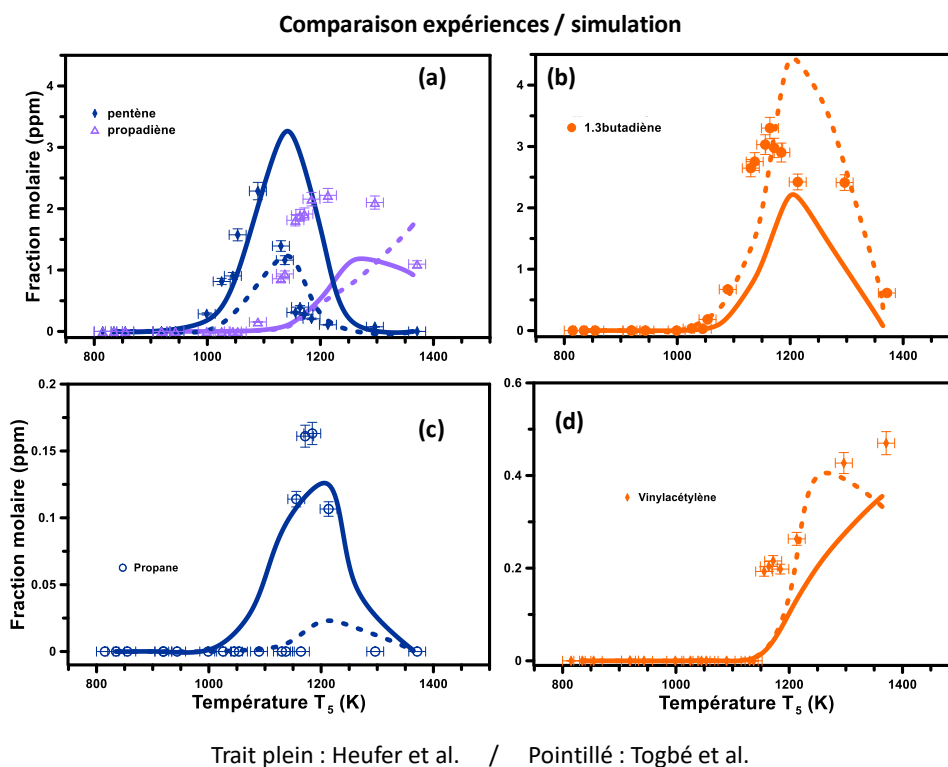 Comparaison expériences / simulation
(a)
pentène
propadiène
Fraction molaire (ppm)
4
3
2
1
0
800 1000 1200 1400
(b)
1.3butadiène
4
3
2
1
0
800 1000 1200 1400
(c)
Propane
Fraction molaire (ppm)
0.2
0.15
0.1
0.05
0
800 1000 1200 1400
Température T5 (K)
(d)
Vinylacétylène
0.6
0.4
0.2
0
800 1000 1200 1400
Température T5 (K)
Trait plein : Heufer et al. / Pointillé : Togbé et al.